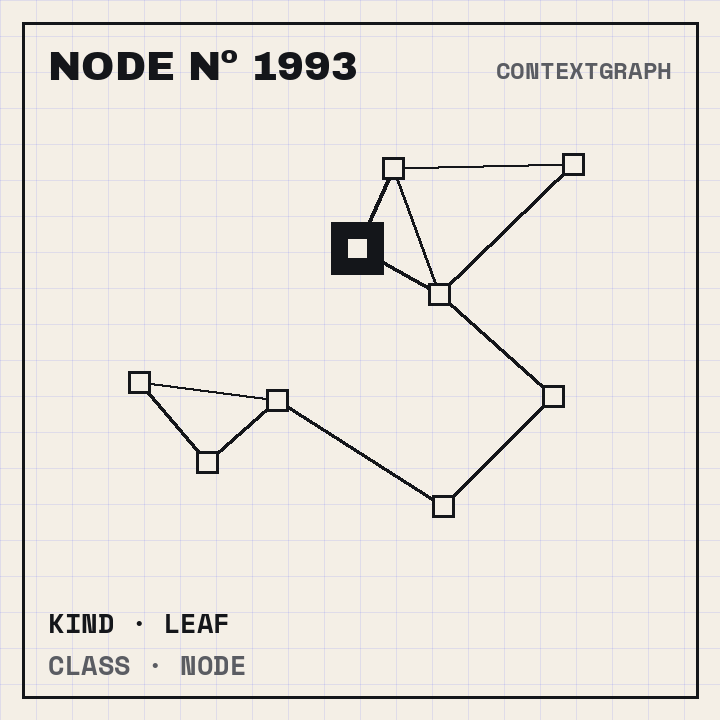 NODE Nº 1993
CONTEXTGRAPH
KIND · LEAF
CLASS · NODE